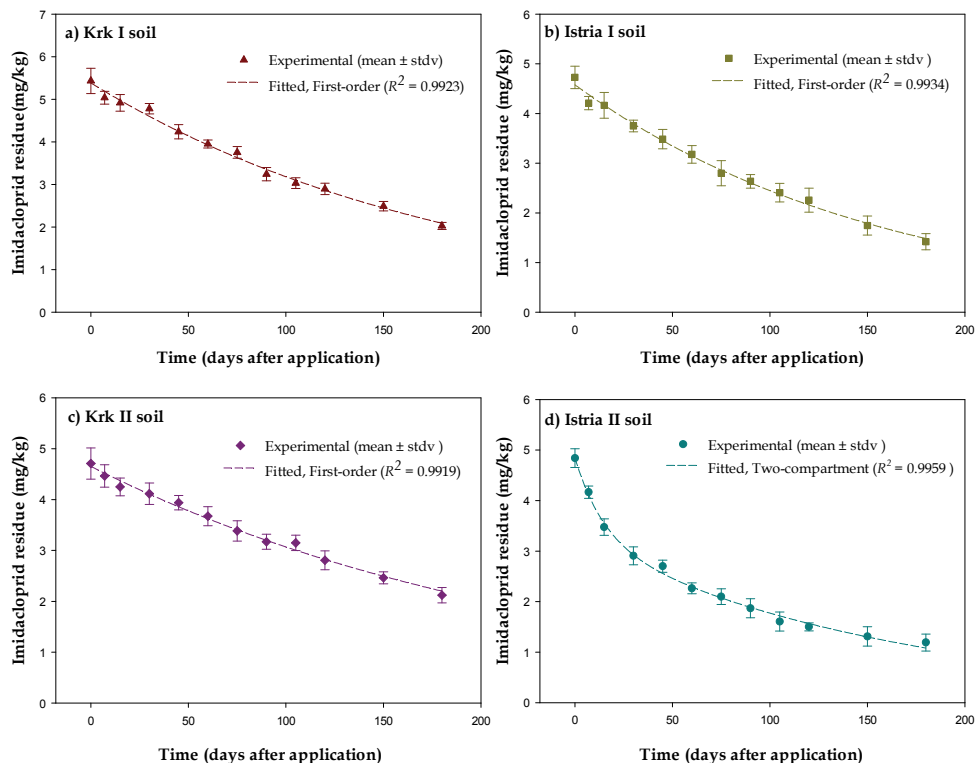 a) Krk I soil
Experimental (mean ± stdv )
Fitted, First-order (R² = 0.9923)
Imidacloprid residue(mg/kg)
7
6
5
4
3
2
1
0
0 50 100 150 200
Time (days after application)
b) Istria I soil
Experimental (mean ± stdv )
Fitted, First-order (R² = 0.9934)
Imidacloprid residue (mg/kg)
6
5
4
3
2
1
0
0 50 100 150 200
Time (days after application)
c) Krk II soil
Experimental (mean ± stdv )
Fitted, First-order (R² = 0.9919)
Imidacloprid residue (mg/kg)
6
5
4
3
2
1
0
0 50 100 150 200
Time (days after application)
d) Istria II soil
Experimental (mean ± stdv )
Fitted, Two-compartment (R² = 0.9959 )
Imidacloprid residue (mg/kg)
6
5
4
3
2
1
0
0 50 100 150 200
Time (days after application)